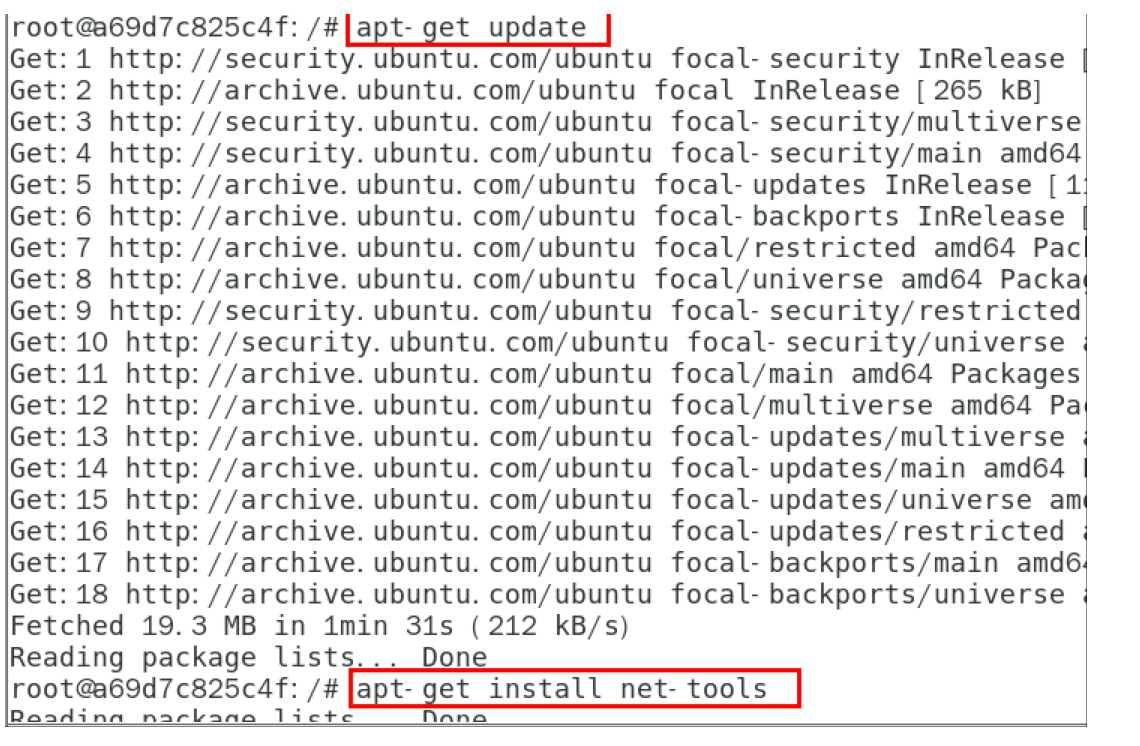 root@a69d7c825c4f:/# apt-get update
Get:1 http://security.ubuntu.com/ubuntu focal-security InRelease [
Get:2 http://archive.ubuntu.com/ubuntu focal InRelease [265 kB]
Get:3 http://security.ubuntu.com/ubuntu focal-security/multiverse
Get:4 http://security.ubuntu.com/ubuntu focal-security/main amd64
Get:5 http://archive.ubuntu.com/ubuntu focal-updates InRelease [11
Get:6 http://archive.ubuntu.com/ubuntu focal-backports InRelease [
Get:7 http://archive.ubuntu.com/ubuntu focal/restricted amd64
Get:8 http://archive.ubuntu.com/ubuntu focal/universe amd64
Get:9 http://security.ubuntu.com/ubuntu focal-security/restricted
Get:10 http://security.ubuntu.com/ubuntu focal-security/universe
Get:11 http://archive.ubuntu.com/ubuntu focal/main amd64 Packages
Get:12 http://archive.ubuntu.com/ubuntu focal/multiverse amd64
Get:13 http://archive.ubuntu.com/ubuntu focal-updates/multiverse
Get:14 http://archive.ubuntu.com/ubuntu focal-updates/main amd64
Get:15 http://archive.ubuntu.com/ubuntu focal-updates/universe
Get:16 http://archive.ubuntu.com/ubuntu focal-updates/restricted
Get:17 http://archive.ubuntu.com/ubuntu focal-backports/main
Get:18 http://archive.ubuntu.com/ubuntu focal-backports/universe
Fetched 19.3 MB in 1min 31s (212 kB/s)
Reading package lists... Done
root@a69d7c825c4f:/# apt-get install net-tools
Reading package lists... Done